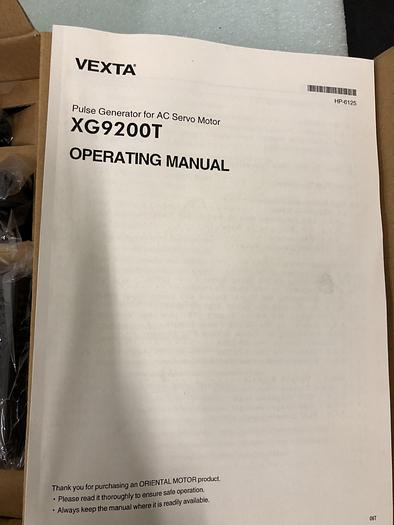 VEXTA
HP-6125
Pulse Generator for AC Servo Motor
XG9200T
OPERATING MANUAL
Thank you for purchasing an ORIENTAL MOTOR product.
• Please read it thoroughly to ensure safe operation.
• Always keep the manual where it is readily available.
06T